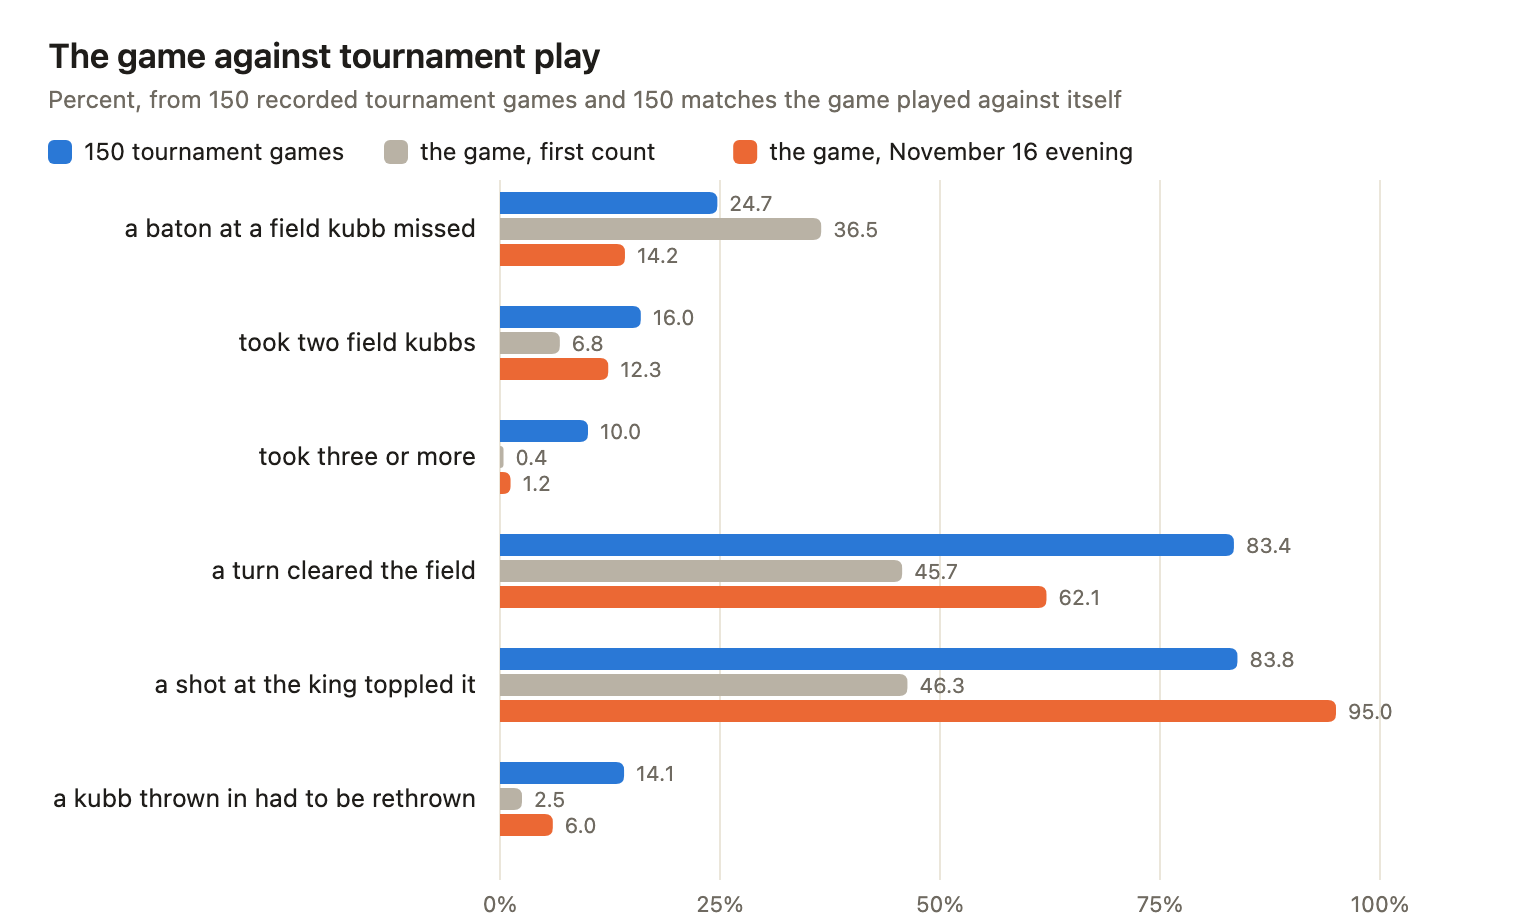 The game against tournament play
Percent, from 150 recorded tournament games and 150 matches the game played against itself
150 tournament games
the game, first count
the game, November 16 evening
a baton at a field kubb missed
24.7
36.5
14.2
took two field kubbs
16.0
6.8
12.3
took three or more
10.0
0.4
1.2
a turn cleared the field
83.4
45.7
62.1
a shot at the king toppled it
83.8
46.3
95.0
a kubb thrown in had to be rethrown
14.1
2.5
6.0
0%
25%
50%
75%
100%